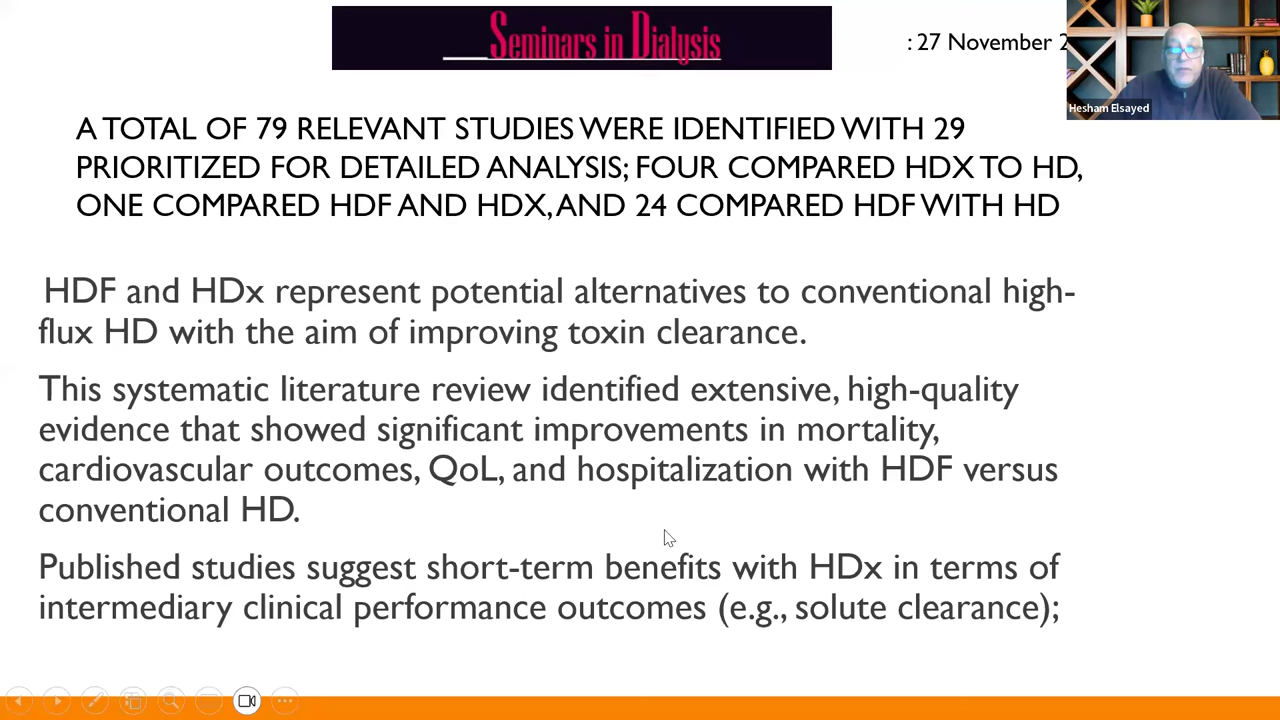 Seminars in Dialysis
: 27 November 2
Hesham Elsayed
A TOTAL OF 79 RELEVANT STUDIES WERE IDENTIFIED WITH 29
PRIORITIZED FOR DETAILED ANALYSIS; FOUR COMPARED HDX TO HD,
ONE COMPARED HDF AND HDX, AND 24 COMPARED HDF WITH HD
HDF and HDx represent potential alternatives to conventional high-
flux HD with the aim of improving toxin clearance.
This systematic literature review identified extensive, high-quality
evidence that showed significant improvements in mortality,
cardiovascular outcomes, QoL, and hospitalization with HDF versus
conventional HD.
Published studies suggest short-term benefits with HDx in terms of
intermediary clinical performance outcomes (e.g., solute clearance);